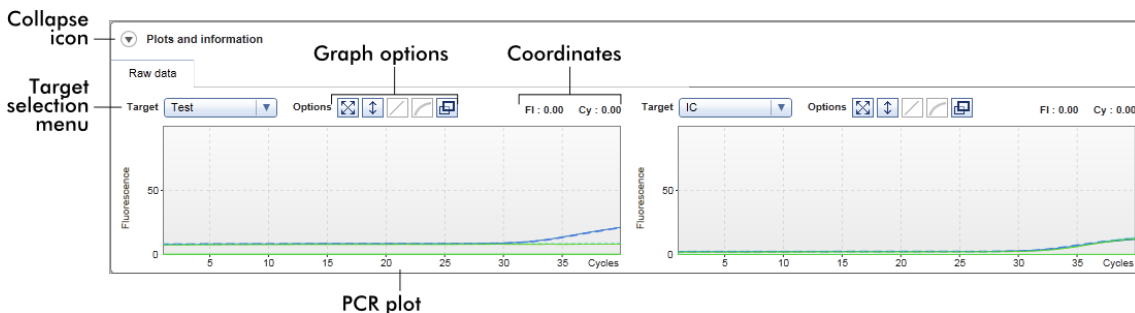 Collapse
icon
Plots and information
Graph options
Coordinates
Raw data
Target
selection
menu
Target Test Options FI : 0.00 Cy : 0.00
Target IC Options FI : 0.00 Cy : 0.00
Fluorescence
50
0
5 10 15 20 25 30 35 Cycles
Fluorescence
50
0
5 10 15 20 25 30 35 Cycles
PCR plot